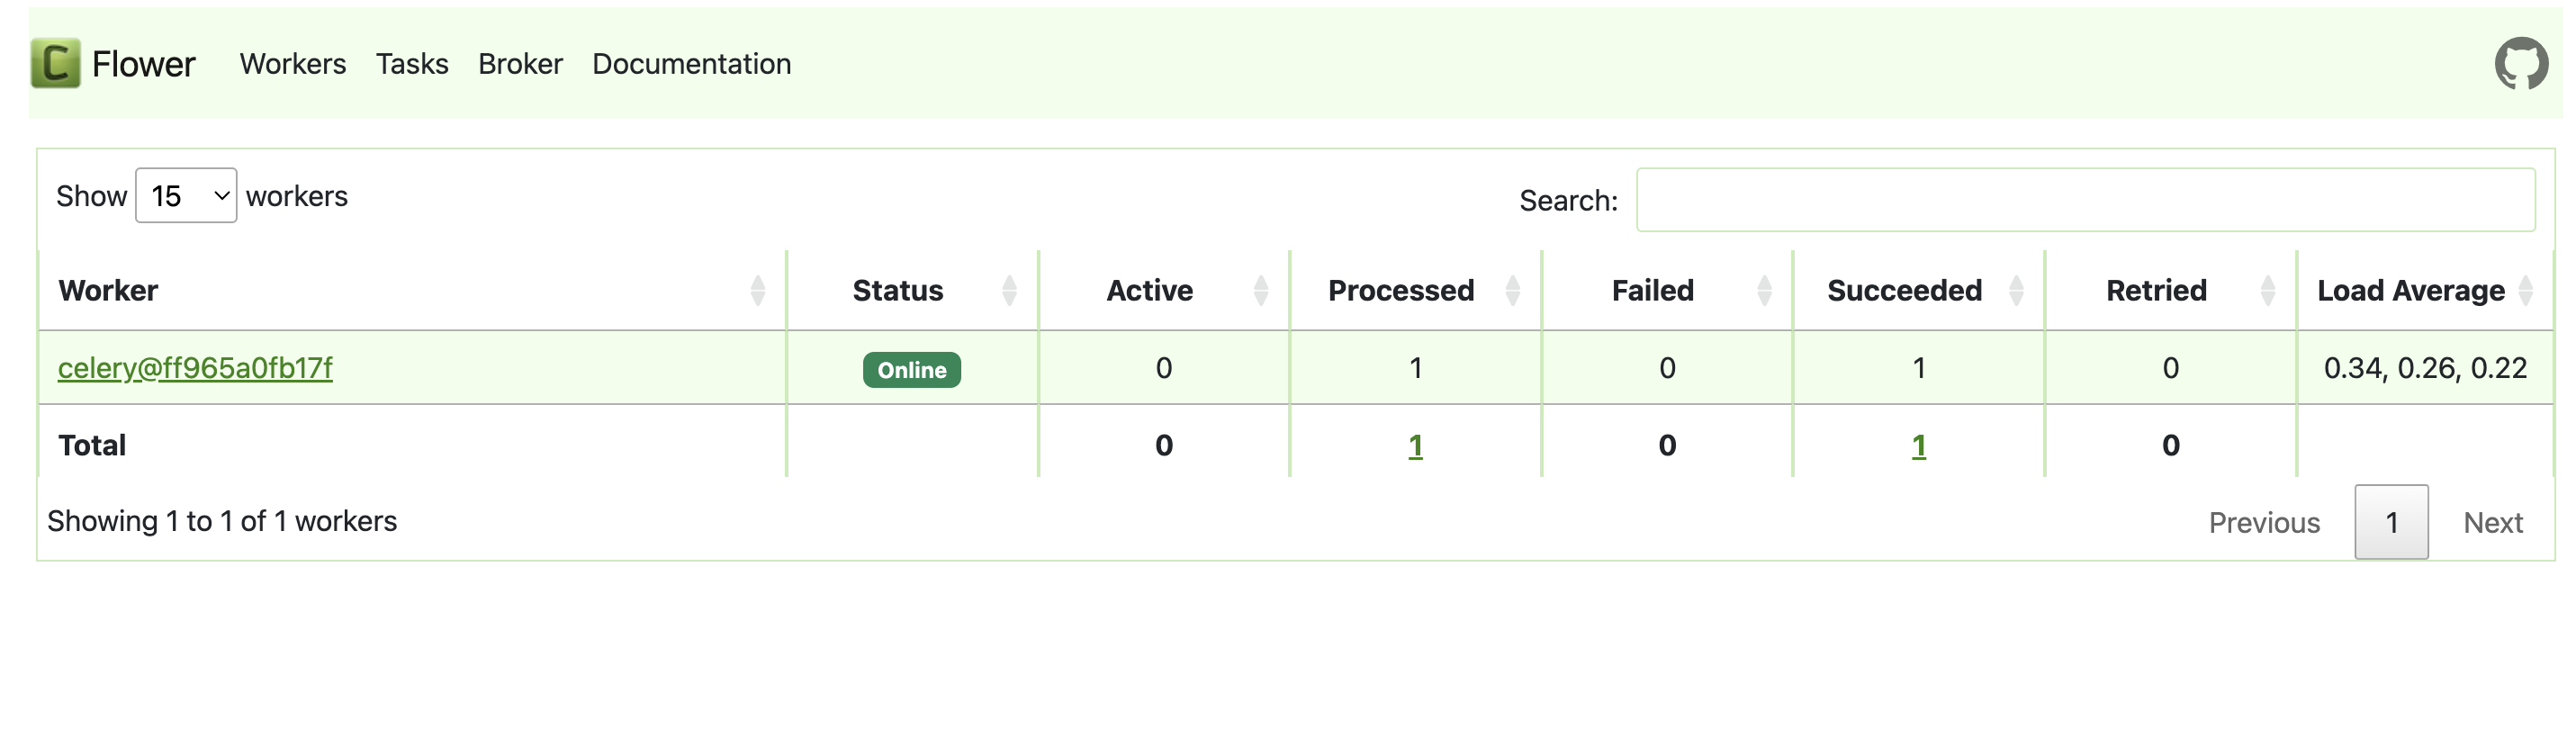 C Flower Workers Tasks Broker Documentation
Show 15 workers Search:
Worker Status Active Processed Failed Succeeded Retried Load Average
celery@ff965a0fb17f Online 0 1 0 1 0 0.34, 0.26, 0.22
Total 0 1 0 1 0
Showing 1 to 1 of 1 workers Previous 1 Next